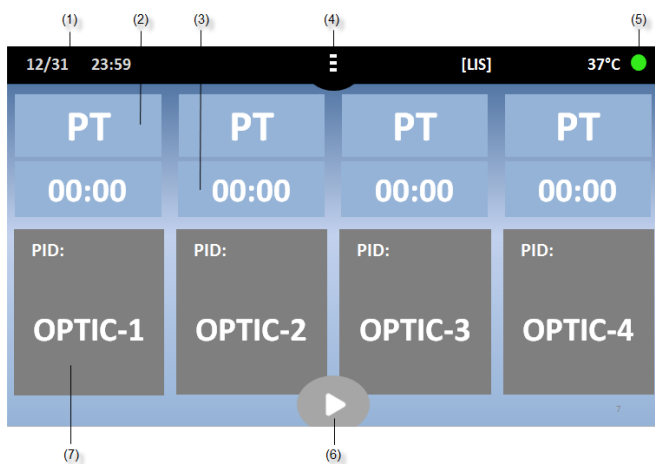 (1) (2) (3) (4) (5)
12/31 23:59 [LIS] 37°C
PT PT PT PT
00:00 00:00 00:00 00:00
PID: PID: PID: PID:
OPTIC-1 OPTIC-2 OPTIC-3 OPTIC-4
7
(7) (6)